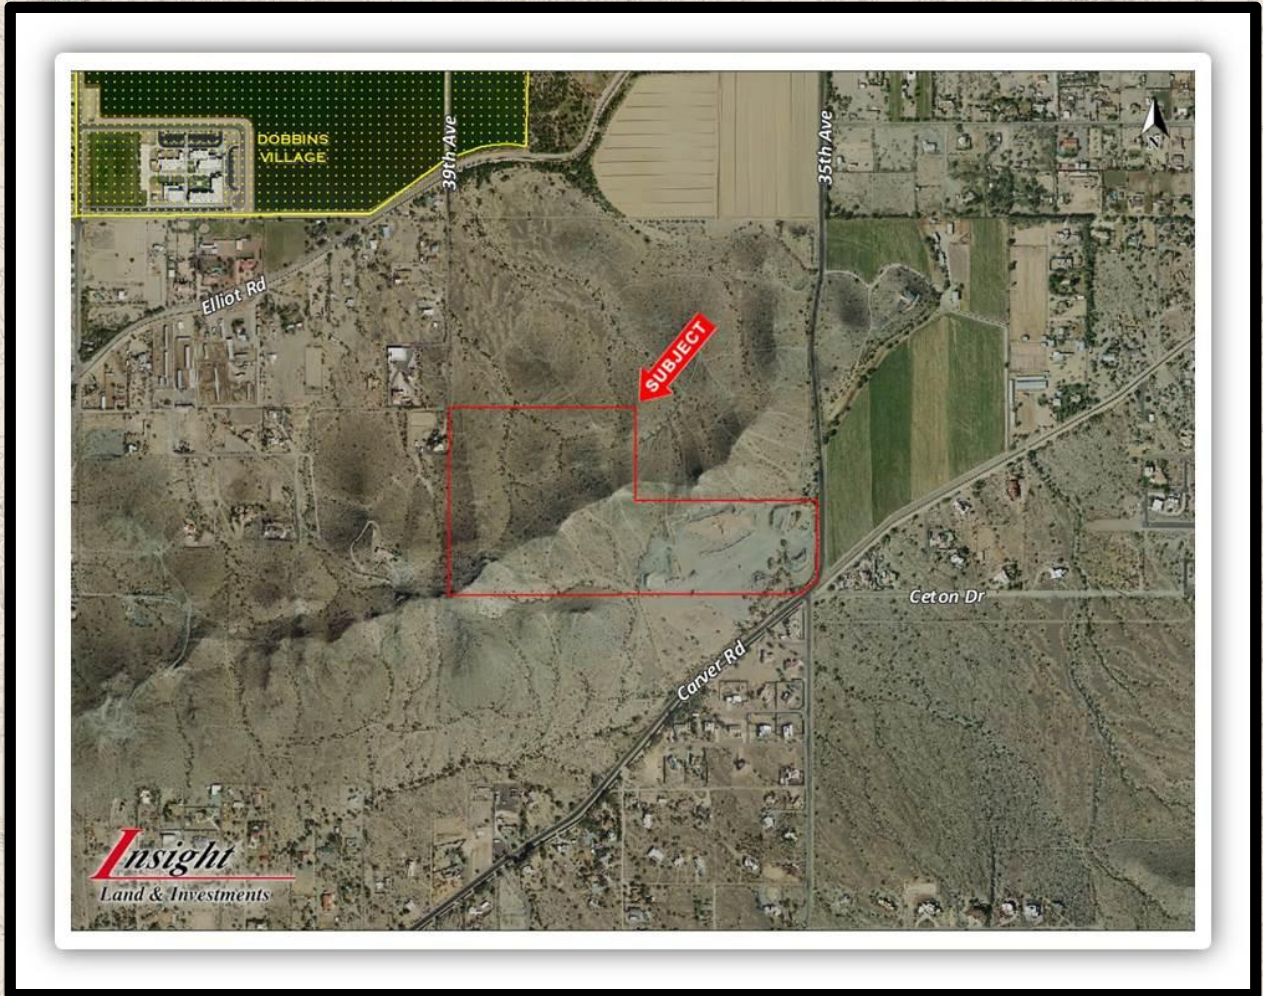 DOBBINS
VILLAGE
39th Ave
35th Ave
N
Elliot Rd
SUBJECT
Ceton Dr
Carver Rd
Insight
Land & Investments